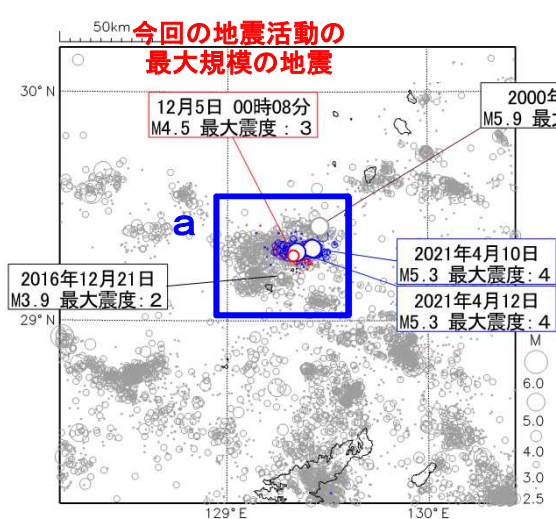 50km
今回の地震活動の
最大規模の地震
30°N
12月5日 00時08分
M4.5 最大震度：3
2000年
M5.9 最大
a
2021年4月10日
M5.3 最大震度：4
2021年4月12日
M5.3 最大震度：4
2016年12月21日
M3.9 最大震度：2
29°N
M
6.0
5.0
4.0
3.0
2.5
129°E
130°E